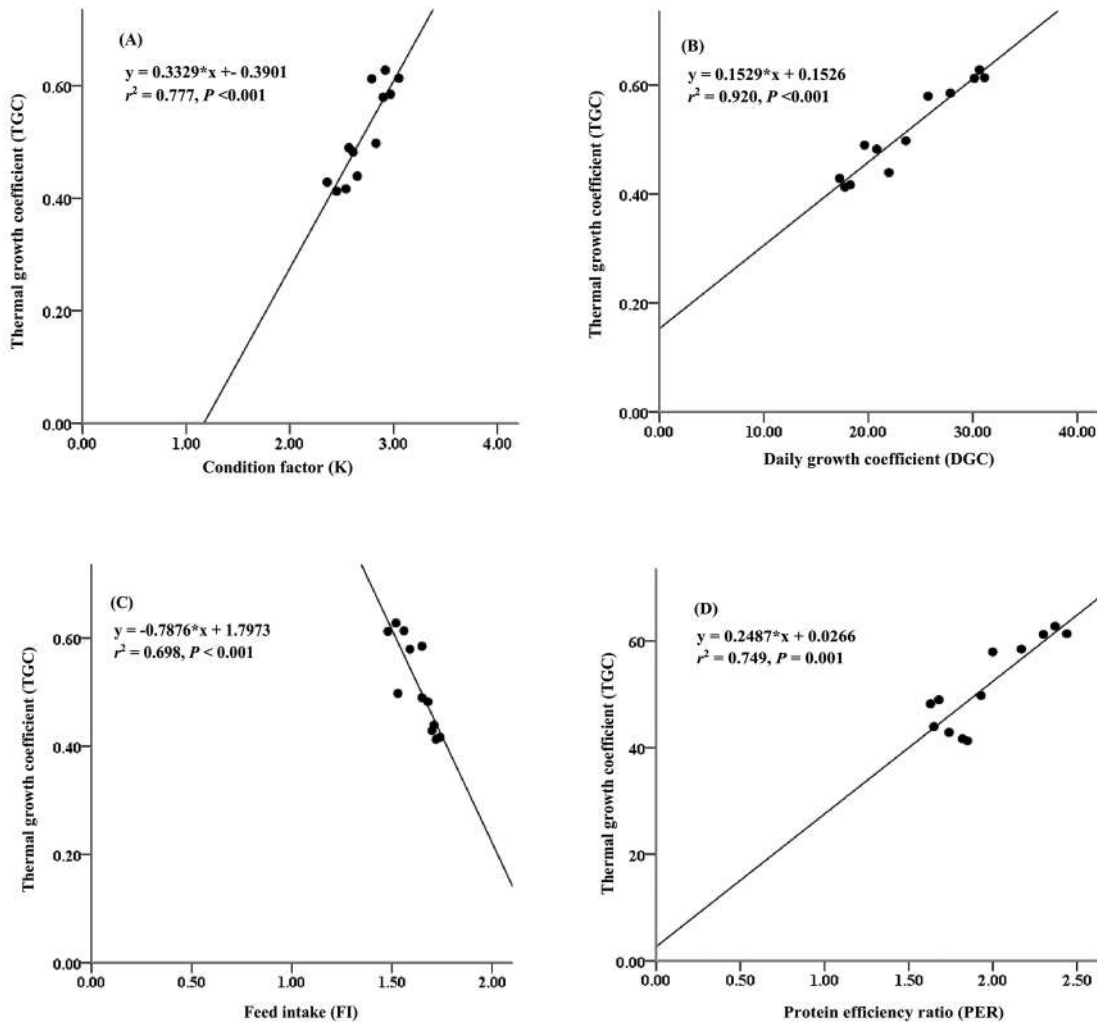 (A)
y = 0.3329*x +- 0.3901
r² = 0.777, P <0.001
0.60
0.40
0.20
0.00
Thermal growth coefficient (TGC)
0.00 1.00 2.00 3.00 4.00
Condition factor (K)
(B)
y = 0.1529*x + 0.1526
r² = 0.920, P <0.001
0.60
0.40
0.20
0.00
Thermal growth coefficient (TGC)
0.00 10.00 20.00 30.00 40.00
Daily growth coefficient (DGC)
(C)
y = -0.7876*x + 1.7973
r² = 0.698, P < 0.001
0.60
0.40
0.20
0.00
Thermal growth coefficient (TGC)
0.00 1.00 1.50 2.00
Feed intake (FI)
(D)
y = 0.2487*x + 0.0266
r² = 0.749, P = 0.001
60
40
20
.00
Thermal growth coefficient (TGC)
0.00 0.50 1.00 1.50 2.00 2.50
Protein efficiency ratio (PER)